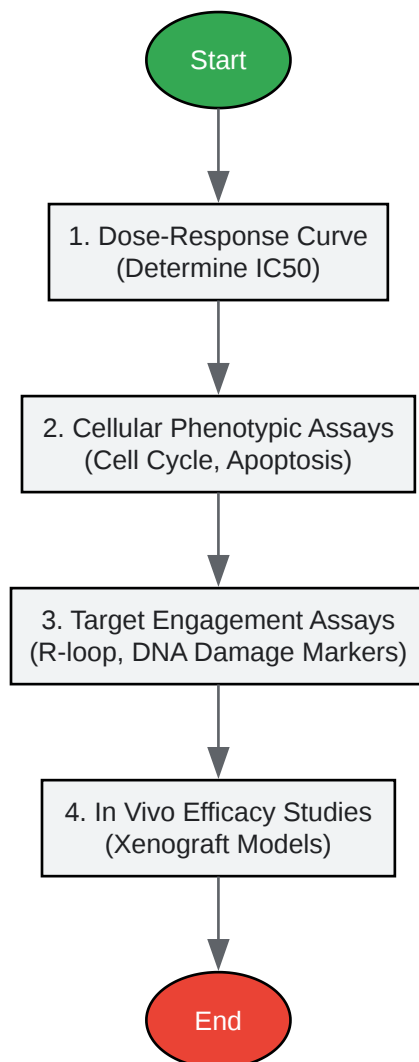 Start
1. Dose-Response Curve
(Determine IC50)
2. Cellular Phenotypic Assays
(Cell Cycle, Apoptosis)
3. Target Engagement Assays
(R-loop, DNA Damage Markers)
4. In Vivo Efficacy Studies
(Xenograft Models)
End